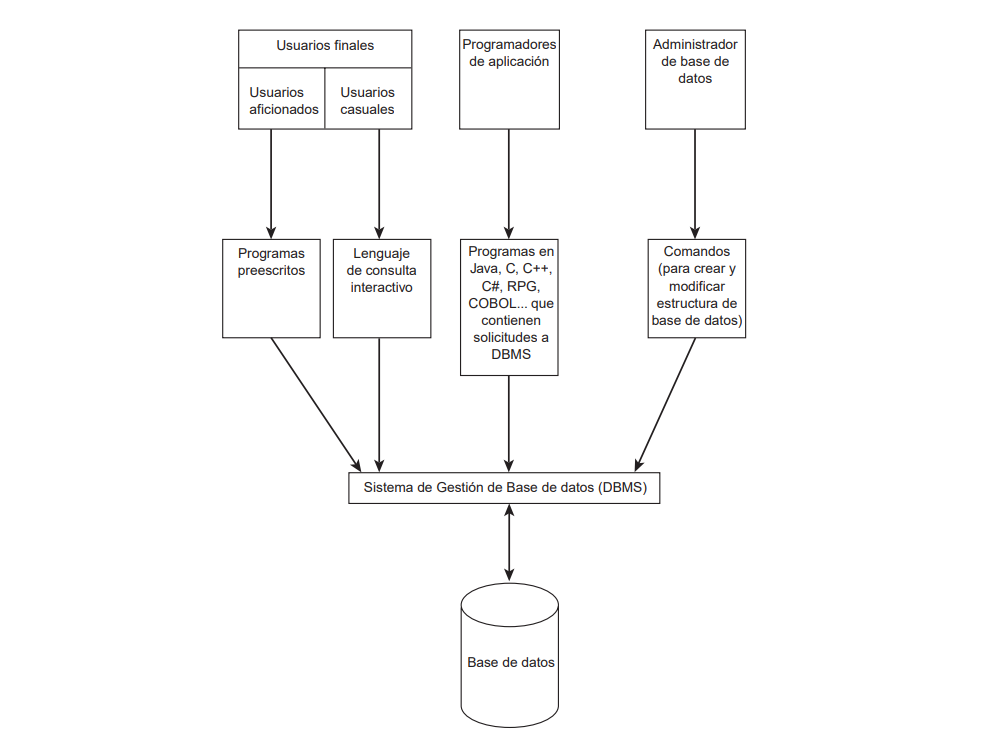 Usuarios finales
Usuarios
aficionados
Usuarios
casuales
Programadores
de aplicación
Administrador
de base de
datos
Programas
preescritos
Lenguaje
de consulta
interactivo
Programas en
Java, C, C++,
C#, RPG,
COBOL... que
contienen
solicitudes a
DBMS
Comandos
(para crear y
modificar
estructura de
base de datos)
Sistema de Gestión de Base de datos (DBMS)
Base de datos